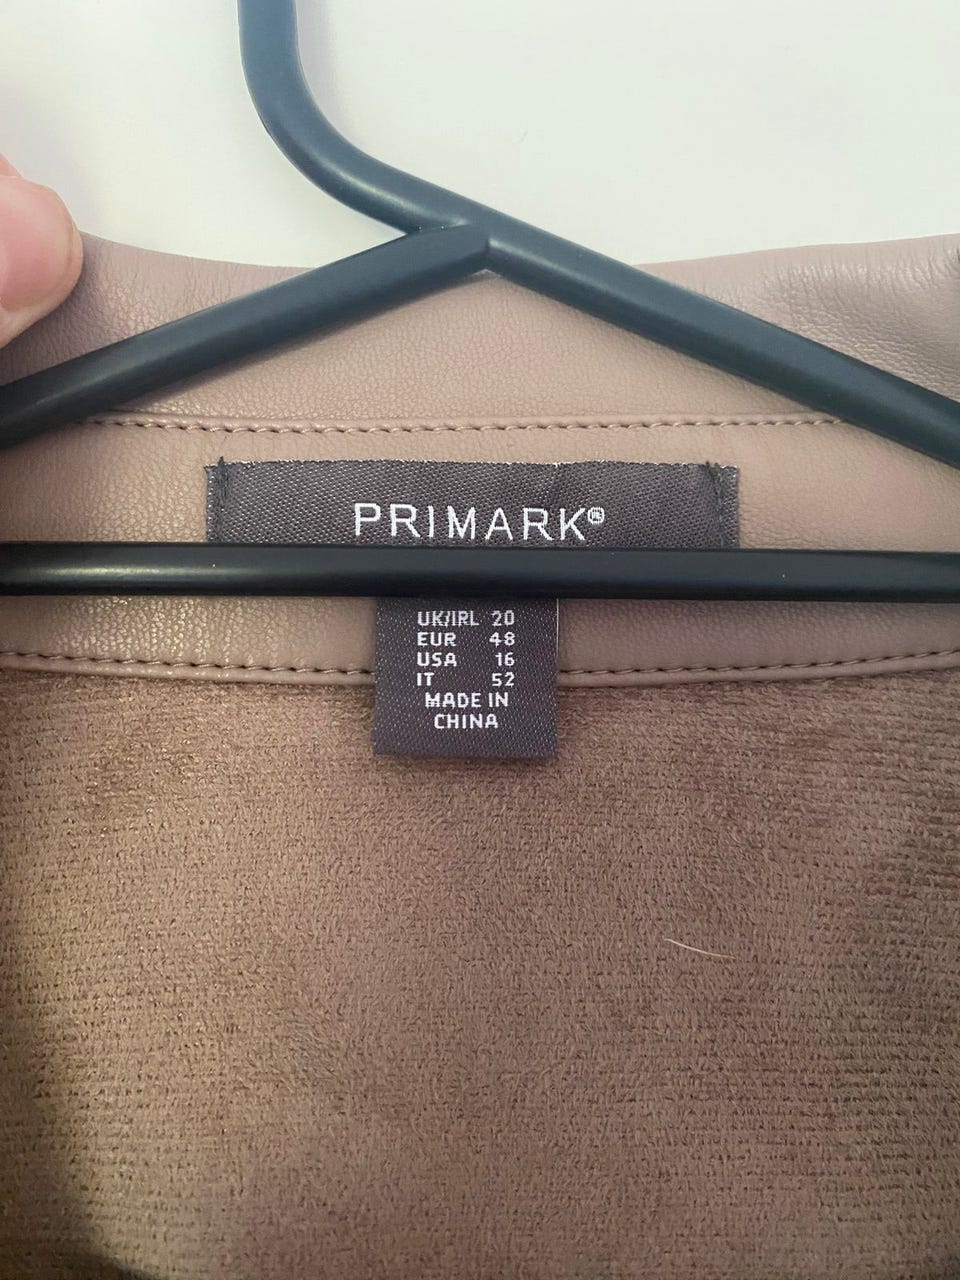 PRIMARK®
UK/IRL 20
EUR 48
USA 16
IT 52
MADE IN
CHINA